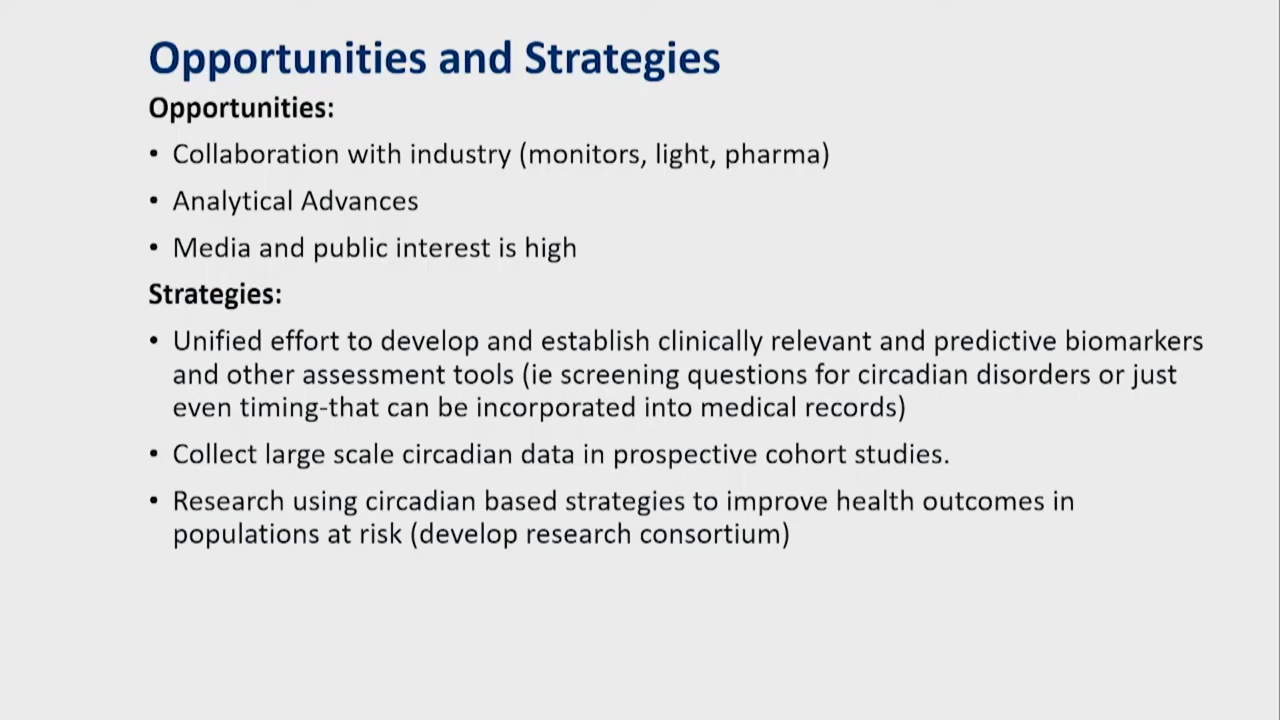 Opportunities and Strategies
Opportunities:
• Collaboration with industry (monitors, light, pharma)
• Analytical Advances
• Media and public interest is high
Strategies:
• Unified effort to develop and establish clinically relevant and predictive biomarkers
and other assessment tools (ie screening questions for circadian disorders or just
even timing-that can be incorporated into medical records)
• Collect large scale circadian data in prospective cohort studies.
• Research using circadian based strategies to improve health outcomes in
populations at risk (develop research consortium)